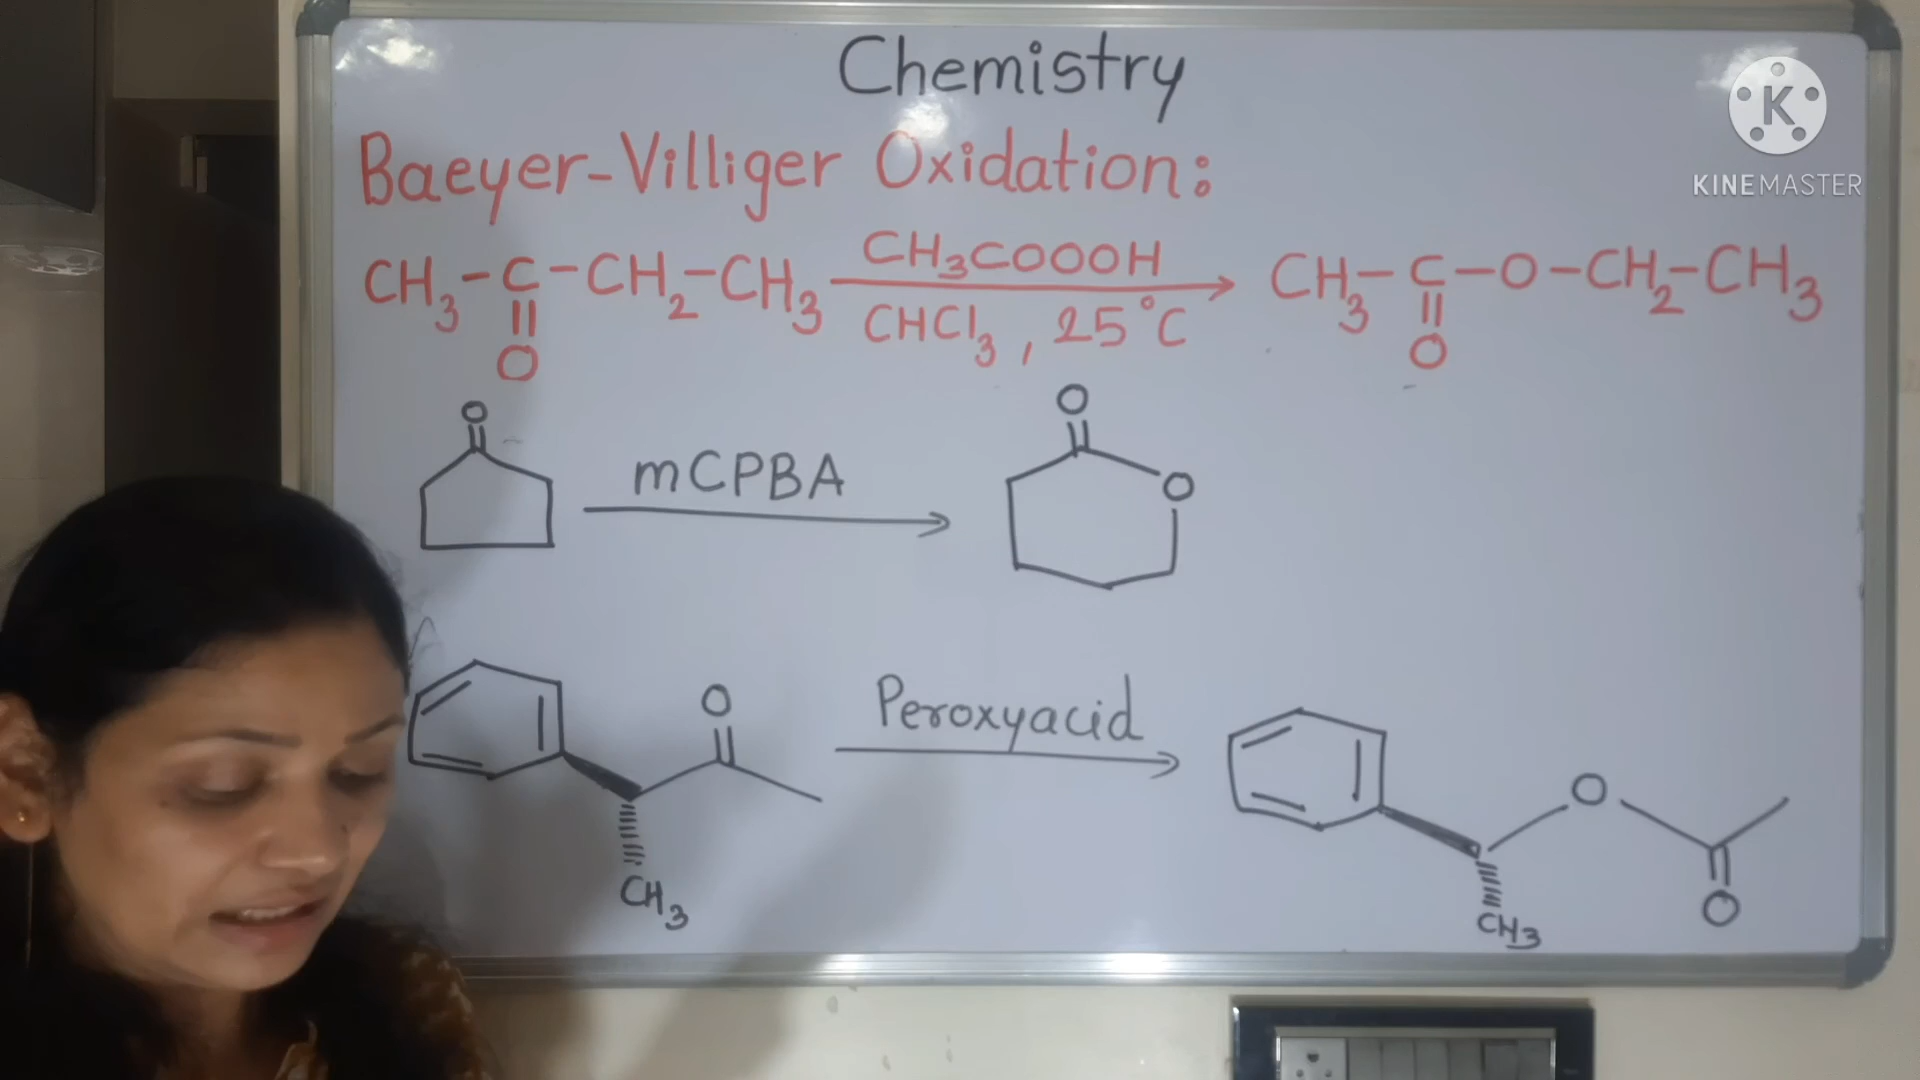 Chemistry
K
KINEMASTER
Baeyer-Villiger Oxidation:
CH₃-C-CH₂-CH₃ CH₃COOOH CH₃-C-O-CH₂-CH₃
O CHCl₃, 25°C O
O O
mCPBA O
O Peroxyacid
O
CH₃ CH₃ O